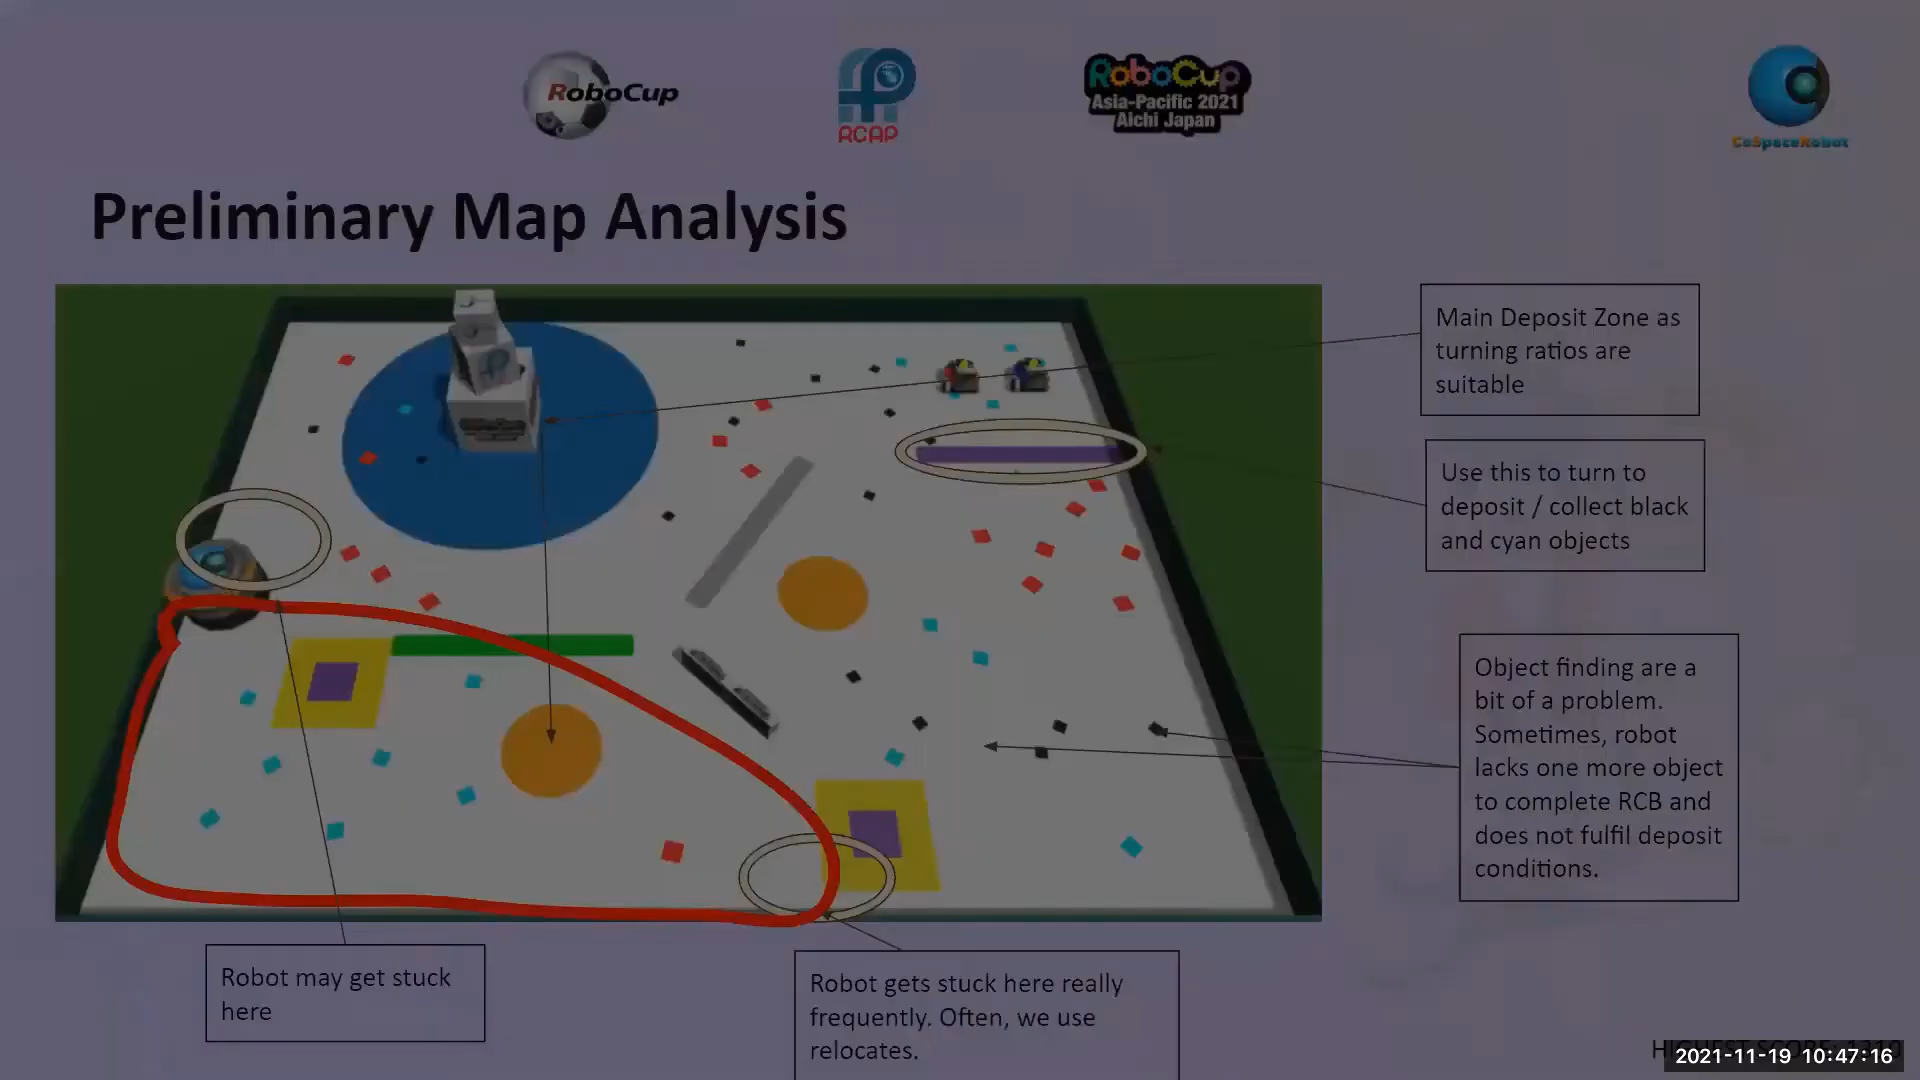 RoboCup
RCAP
RoboCup
Asia-Pacific 2021
Aichi Japan
CoSpaceRobot
Preliminary Map Analysis
Main Deposit Zone as
turning ratios are
suitable
Use this to turn to
deposit / collect black
and cyan objects
Object finding are a
bit of a problem.
Sometimes, robot
lacks one more object
to complete RCB and
does not fulfil deposit
conditions.
Robot may get stuck
here
Robot gets stuck here really
frequently. Often, we use
relocates.
2021-11-19 10:47:16